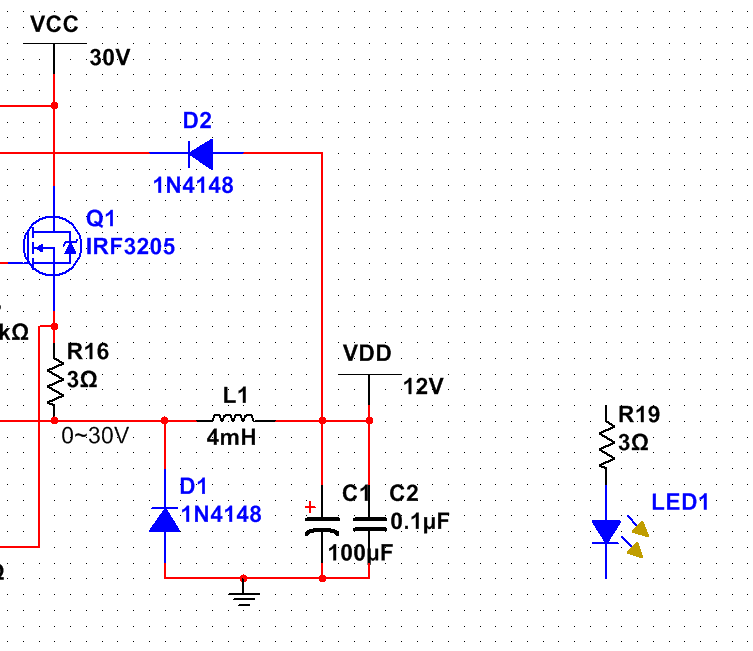 VCC
30V
D2
1N4148
Q1
IRF3205
kΩ
R16
3Ω
VDD
12V
L1
0~30V
4mH
R19
3Ω
D1
1N4148
+
C1
C2
0.1µF
100µF
LED1
Ω